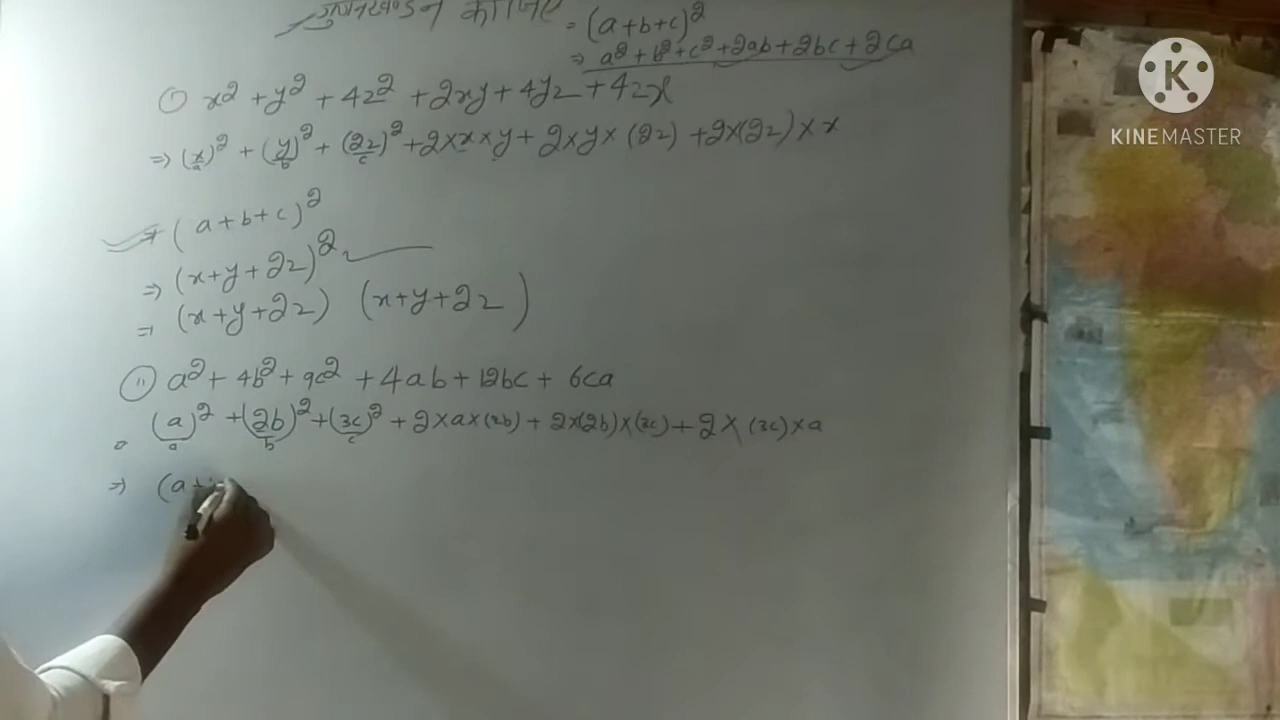 गुणनखण्डन कीजिए
= (a+b+c)²
⇒ a² + b² + c² + 2ab + 2bc + 2ca
① x² + y² + 4z² + 2xy + 4yz + 4zx
⇒ (x)² + (y)² + (2z)² + 2×x×y + 2×y×(2z) + 2×(2z)×x
a b c
⇒ (a+b+c)²
⇒ (x+y+2z)²
⇒ (x+y+2z) (x+y+2z)
(ii) a² + 4b² + 9c² + 4ab + 12bc + 6ca
⇒ (a)² + (2b)² + (3c)² + 2×a×(2b) + 2×(2b)×(3c) + 2×(3c)×a
a b c
⇒ (a+
KINEMASTER